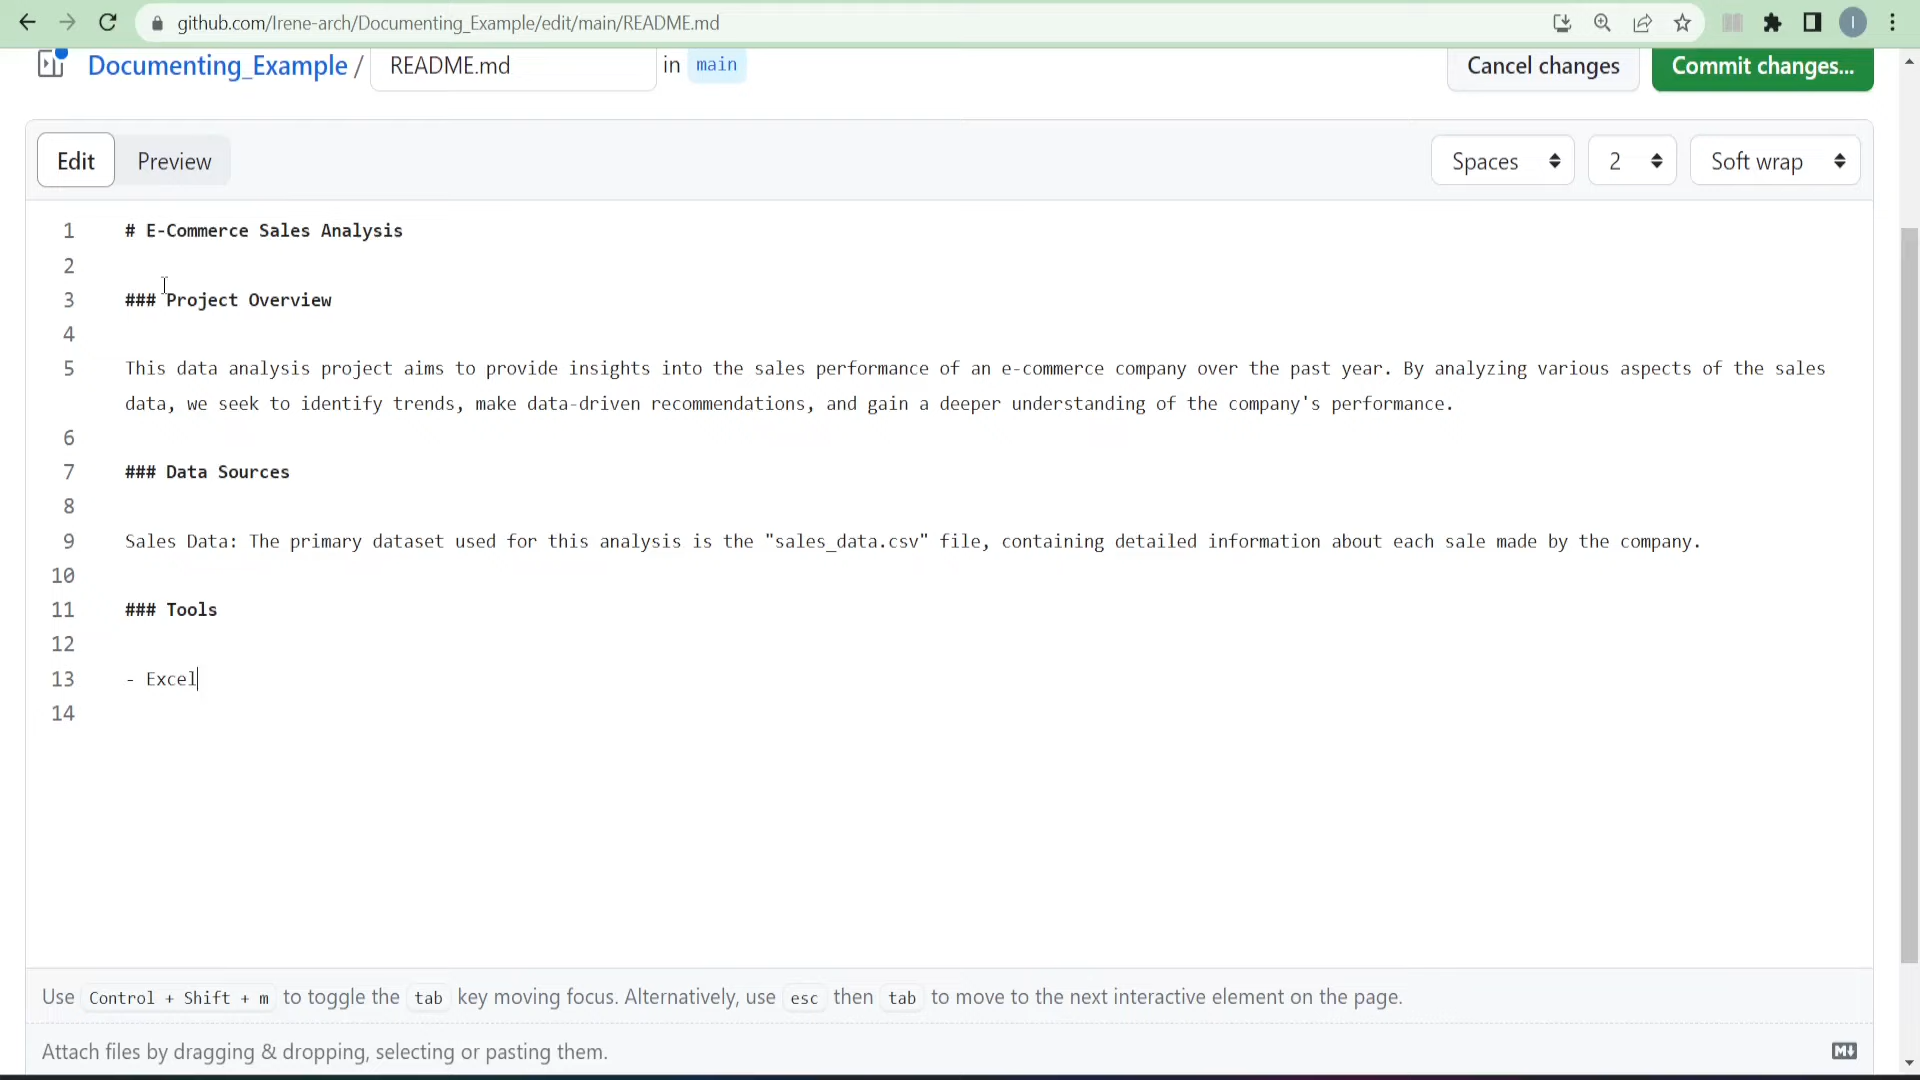 github.com/Irene-arch/Documenting_Example/edit/main/README.md
I
Documenting_Example / README.md in main
Cancel changes Commit changes...
Edit Preview
Spaces 2 Soft wrap
1 # E-Commerce Sales Analysis
2
3 ### Project Overview
4
5 This data analysis project aims to provide insights into the sales performance of an e-commerce company over the past year. By analyzing various aspects of the sales
data, we seek to identify trends, make data-driven recommendations, and gain a deeper understanding of the company's performance.
6
7 ### Data Sources
8
9 Sales Data: The primary dataset used for this analysis is the "sales_data.csv" file, containing detailed information about each sale made by the company.
10
11 ### Tools
12
13 - Excel
14
Use Control + Shift + m to toggle the tab key moving focus. Alternatively, use esc then tab to move to the next interactive element on the page.
Attach files by dragging & dropping, selecting or pasting them.
M